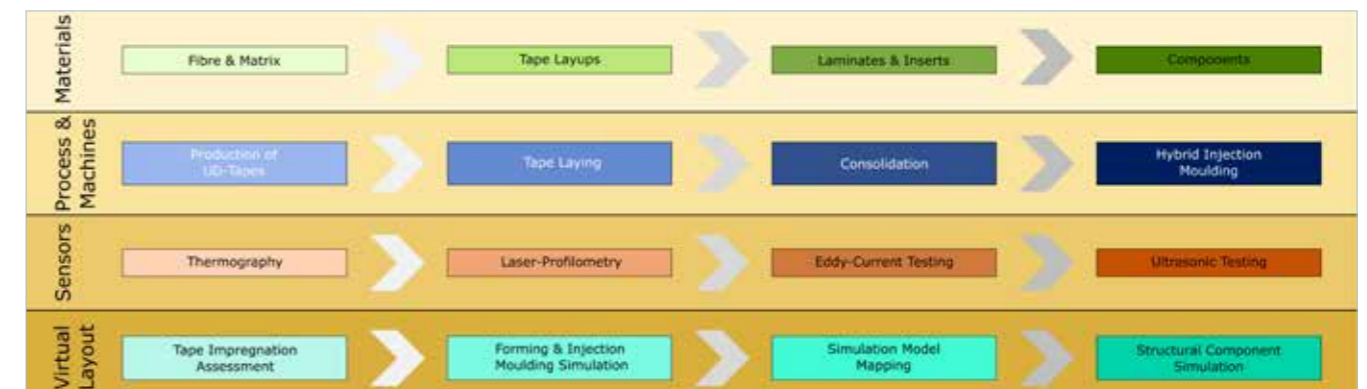 Materials
Fibre & Matrix
Tape Layups
Laminates & Inserts
Components
Process &
Machines
Production of
UD-Tapes
Tape Laying
Consolidation
Hybrid Injection
Moulding
Sensors
Thermography
Laser-Profilometry
Eddy-Current Testing
Ultrasonic Testing
Virtual
Layout
Tape Impregnation
Assessment
Forming & Injection
Moulding Simulation
Simulation Model
Mapping
Structural Component
Simulation